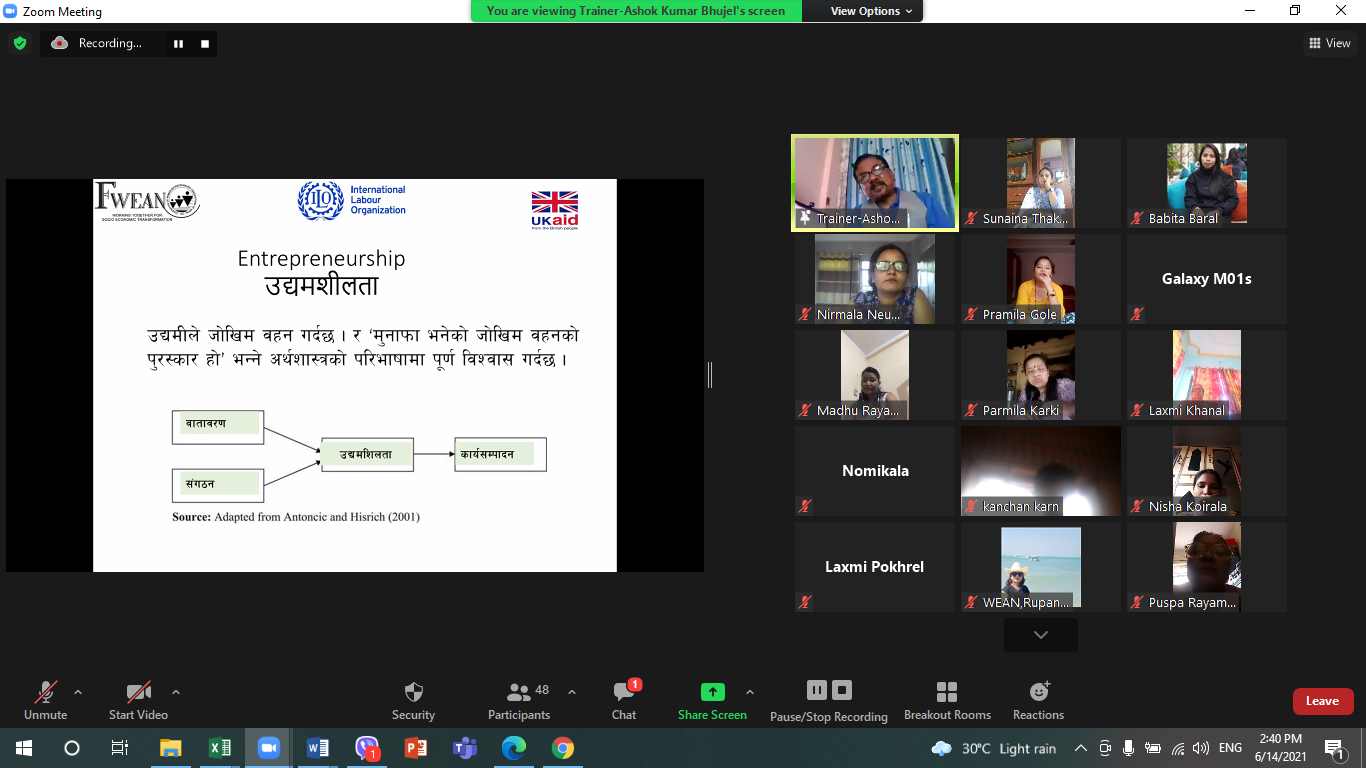 Zoom Meeting
You are viewing Trainer-Ashok Kumar Bhujel's screen
View Options
Recording...
View
FWEAN
WORKING TOGETHER FOR
SOCIO ECONOMIC TRANSFORMATION
International
Labour
Organization
UKaid
from the British people
Entrepreneurship
उद्यमशीलता
उद्यमीले जोखिम वहन गर्दछ । र ‘मुनाफा भनेको जोखिम वहनको
पुरस्कार हो’ भन्ने अर्थशास्त्रको परिभाषामा पूर्ण विश्वास गर्दछ ।
वातावरण
संगठन
उद्यमशिलता
कार्यसम्पादन
Source: Adapted from Antoncic and Hisrich (2001)
Trainer-Asho...
Sunaina Thak...
Babita Baral
Nirmala Neu...
Pramila Gole
Galaxy M01s
Madhu Raya...
Parmila Karki
Laxmi Khanal
Nomikala
kanchan karn
Nisha Koirala
Laxmi Pokhrel
WEAN,Rupan...
Puspa Rayam...
Unmute
Start Video
Security
Participants
48
Chat
1
Share Screen
Pause/Stop Recording
Breakout Rooms
Reactions
Leave
1
30°C Light rain
ENG
2:40 PM
6/14/2021
1